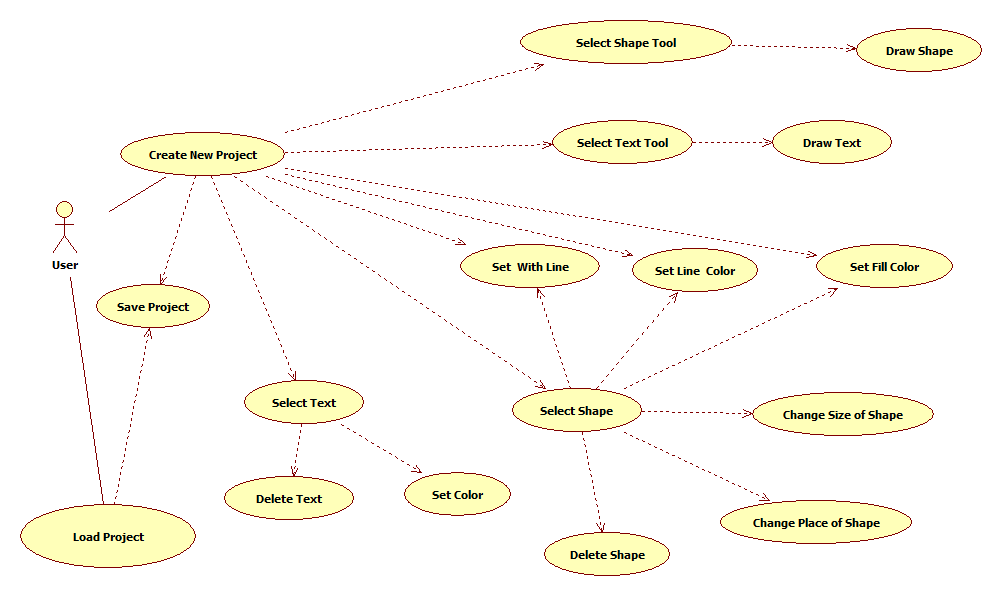 Select Shape Tool
Draw Shape
Create New Project
Select Text Tool
Draw Text
User
Set With Line
Set Line Color
Set Fill Color
Save Project
Select Text
Select Shape
Change Size of Shape
Delete Text
Set Color
Change Place of Shape
Load Project
Delete Shape